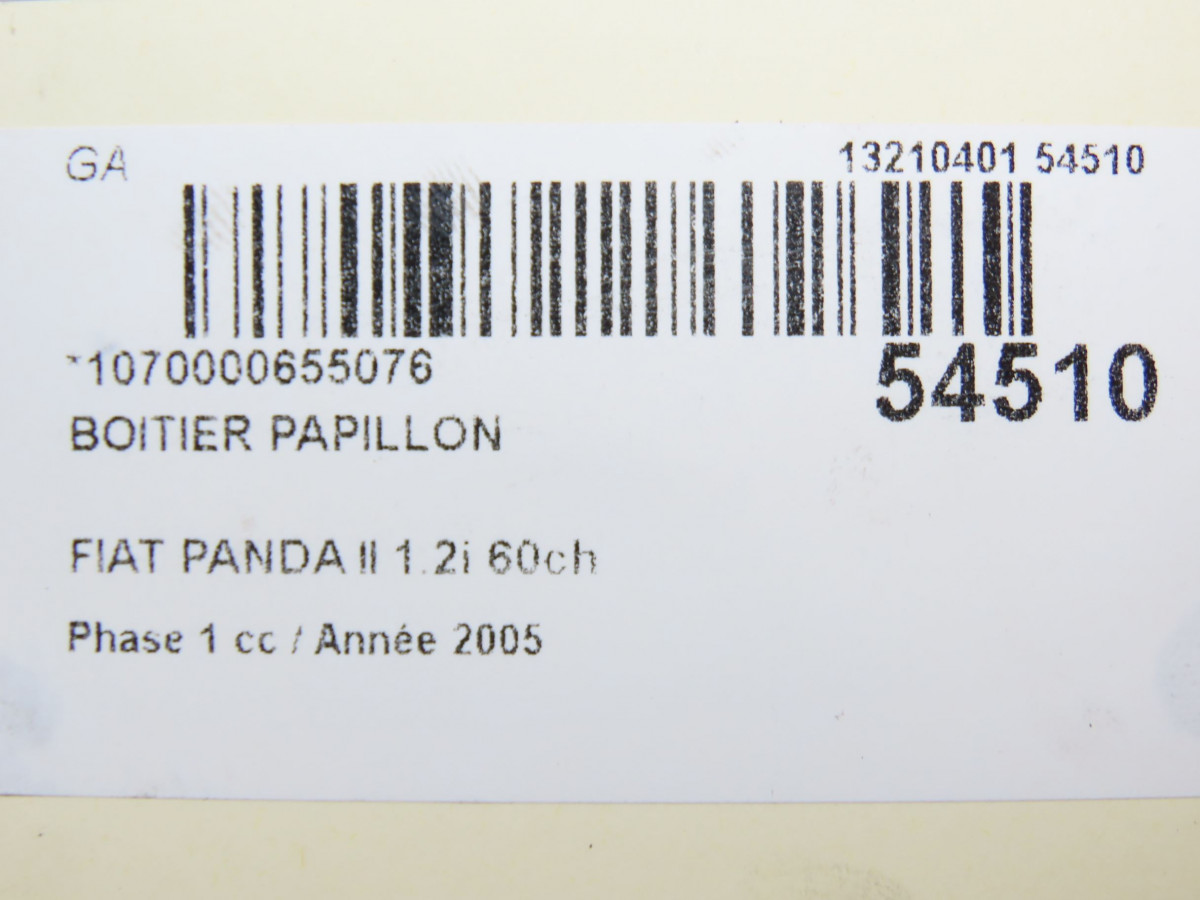 GA
13210401 54510
*1070000655076
54510
BOITIER PAPILLON
FIAT PANDA II 1.2i 60ch
Phase 1 cc / Année 2005